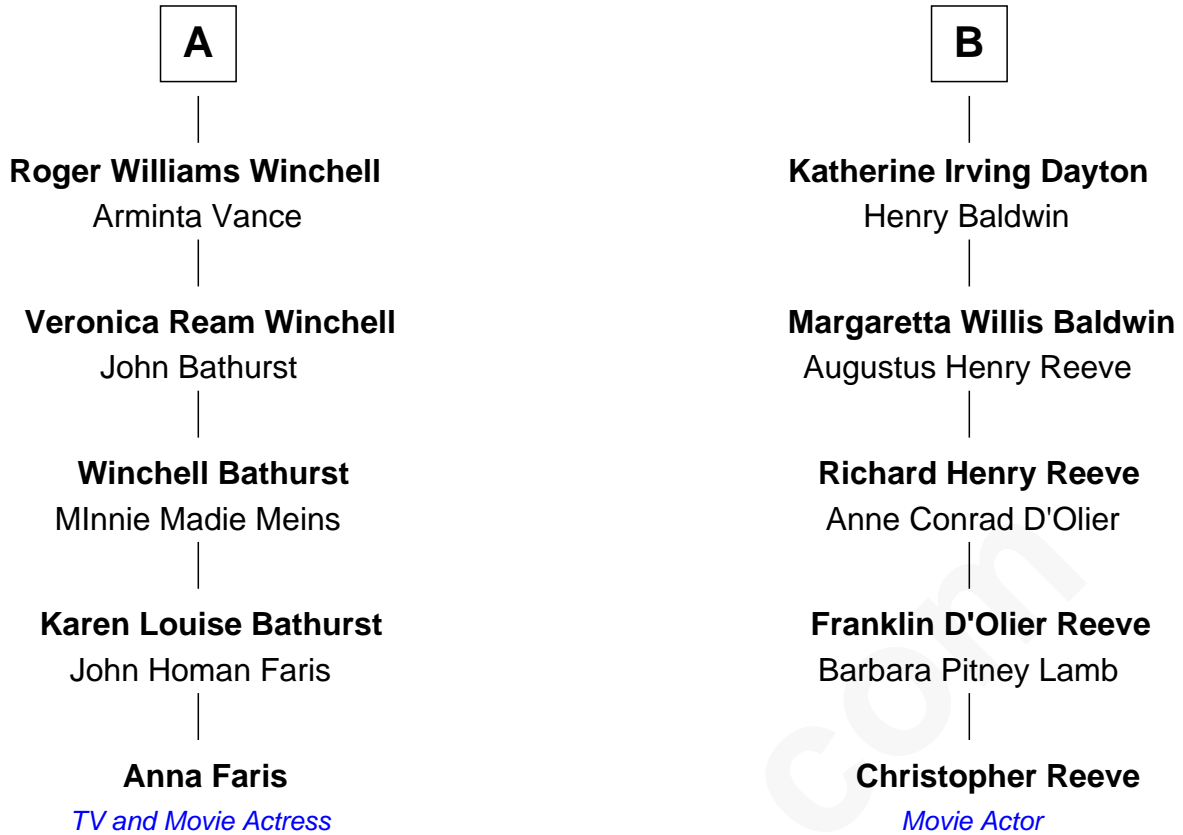 A
Roger Williams Winchell
Arminta Vance
Veronica Ream Winchell
John Bathurst
Winchell Bathurst
MInnie Madie Meins
Karen Louise Bathurst
John Homan Faris
Anna Faris
TV and Movie Actress
B
Katherine Irving Dayton
Henry Baldwin
Margaretta Willis Baldwin
Augustus Henry Reeve
Richard Henry Reeve
Anne Conrad D'Olier
Franklin D'Olier Reeve
Barbara Pitney Lamb
Christopher Reeve
Movie Actor
com